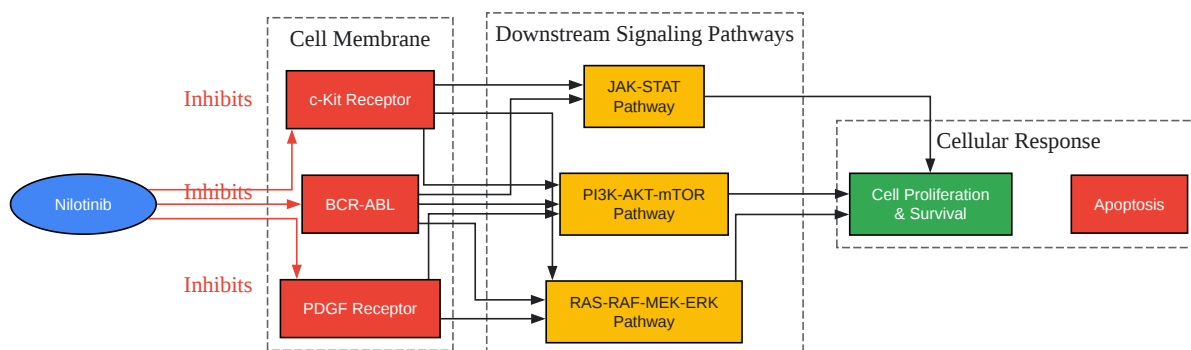 Cell Membrane
Downstream Signaling Pathways
Inhibits
c-Kit Receptor
JAK-STAT
Pathway
Cellular Response
Nilotinib
Inhibits
BCR-ABL
PI3K-AKT-mTOR
Pathway
Cell Proliferation
& Survival
Apoptosis
Inhibits
PDGF Receptor
RAS-RAF-MEK-ERK
Pathway